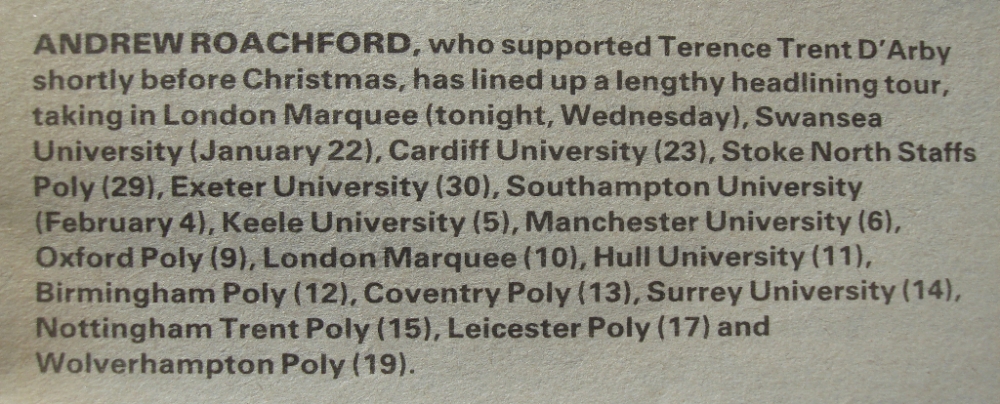 ANDREW ROACHFORD, who supported Terence Trent D'Arby
shortly before Christmas, has lined up a lengthy headlining tour,
taking in London Marquee (tonight, Wednesday), Swansea
University (January 22), Cardiff University (23), Stoke North Staffs
Poly (29), Exeter University (30), Southampton University
(February 4), Keele University (5), Manchester University (6),
Oxford Poly (9), London Marquee (10), Hull University (11),
Birmingham Poly (12), Coventry Poly (13), Surrey University (14),
Nottingham Trent Poly (15), Leicester Poly (17) and
Wolverhampton Poly (19).